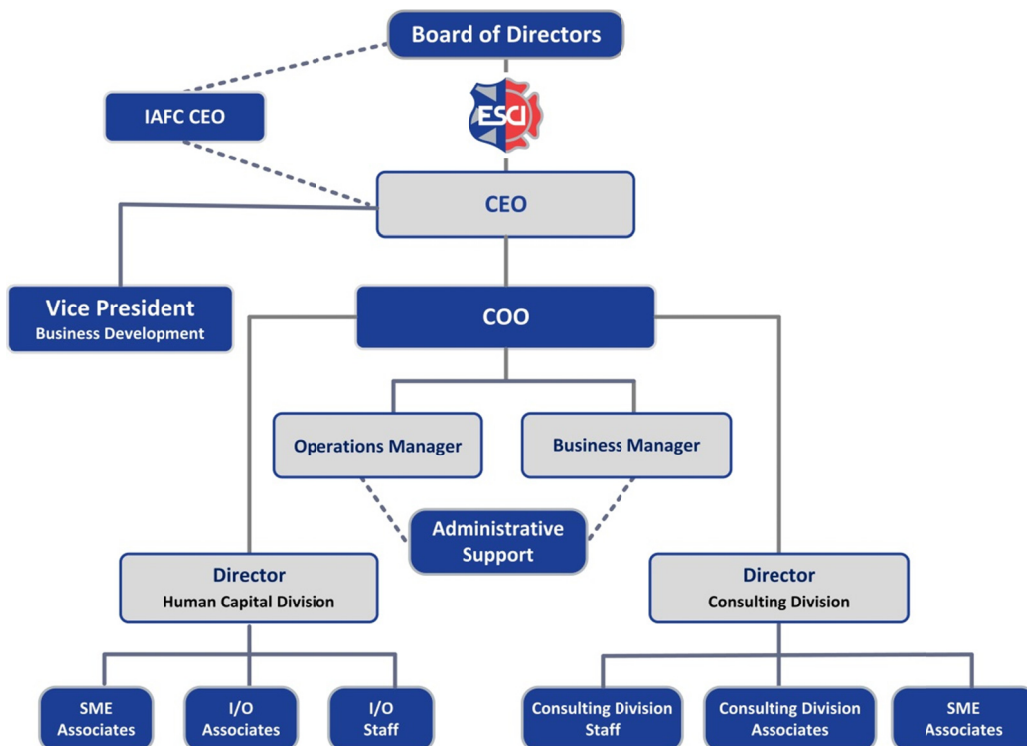 Board of Directors
IAFC CEO
ESCI
CEO
Vice President
Business Development
COO
Operations Manager
Business Manager
Administrative
Support
Director
Human Capital Division
Director
Consulting Division
SME
Associates
I/O
Associates
I/O
Staff
Consulting Division
Staff
Consulting Division
Associates
SME
Associates